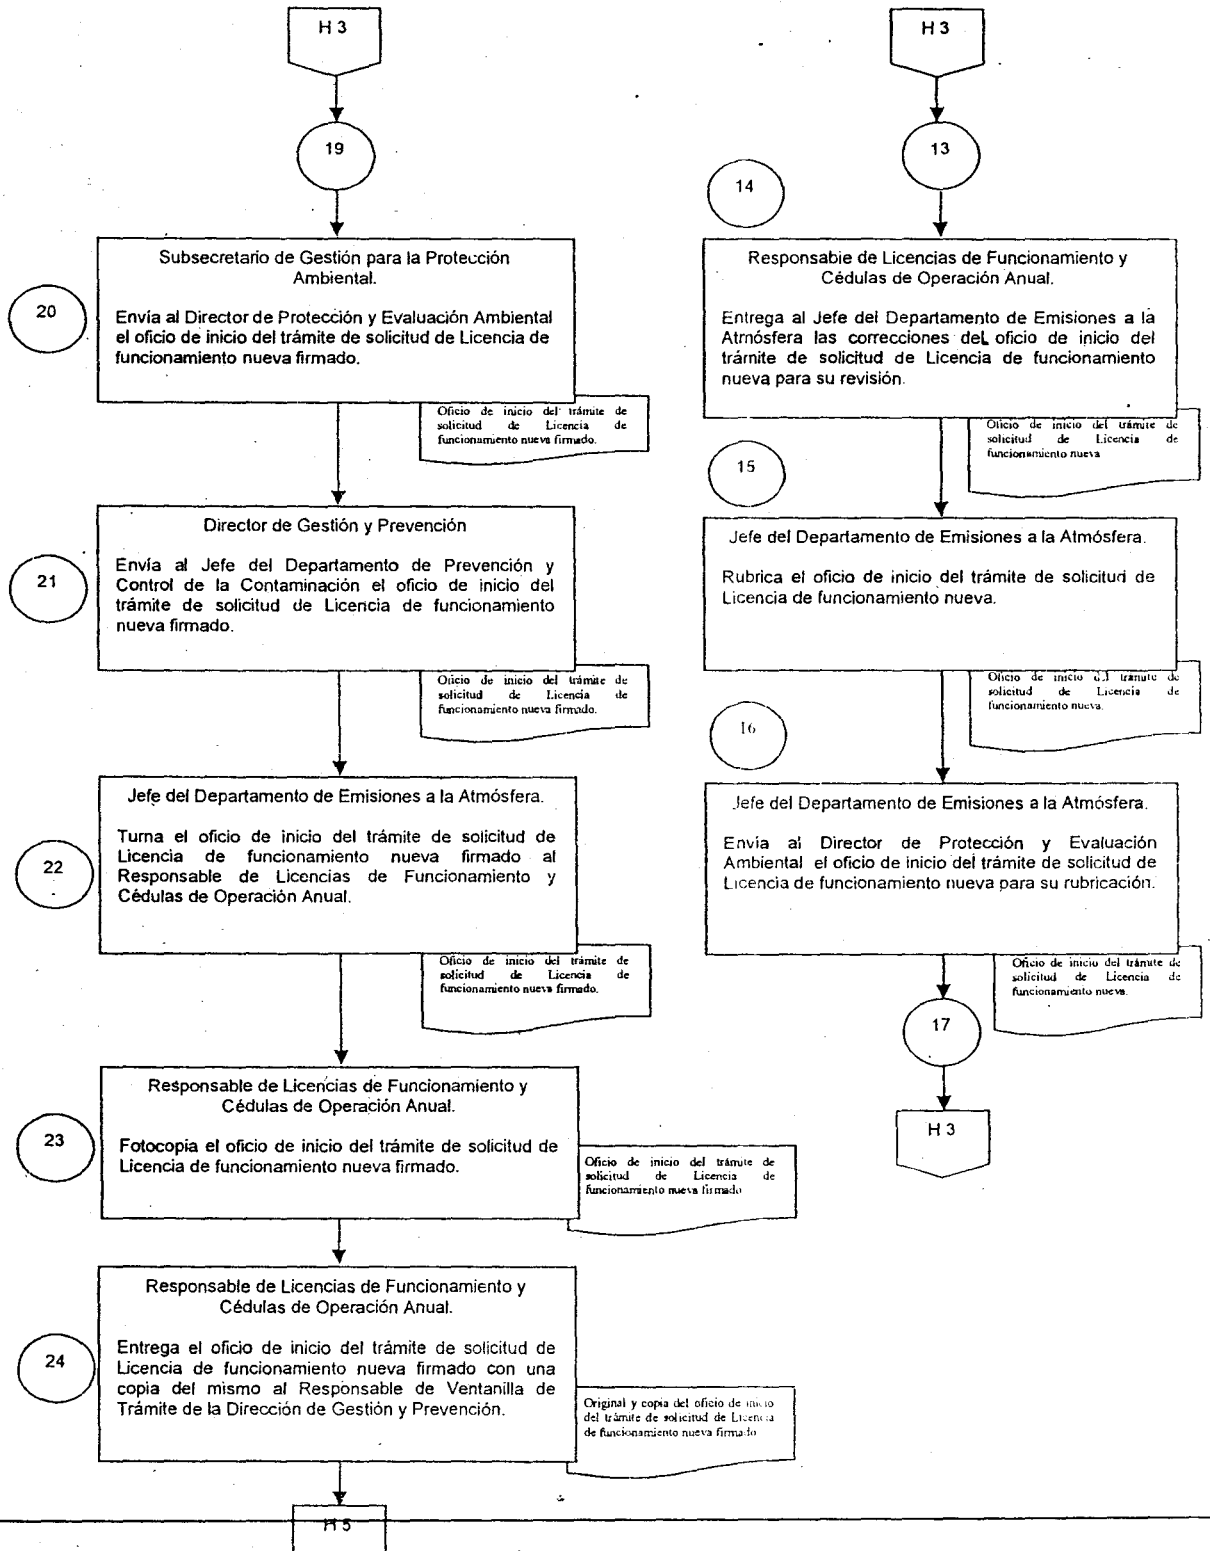 H 3
19
20
Subsecretario de Gestión para la Protección
Ambiental.
Envía al Director de Protección y Evaluación Ambiental
el oficio de inicio del trámite de solicitud de Licencia de
funcionamiento nueva firmado.
Oficio de inicio del trámite de
solicitud de Licencia de
funcionamiento nueva firmado.
21
Director de Gestión y Prevención
Envía al Jefe del Departamento de Prevención y
Control de la Contaminación el oficio de inicio del
trámite de solicitud de Licencia de funcionamiento
nueva firmado.
Oficio de inicio del trámite de
solicitud de Licencia de
funcionamiento nueva firmado.
22
Jefe del Departamento de Emisiones a la Atmósfera.
Turna el oficio de inicio del trámite de solicitud de
Licencia de funcionamiento nueva firmado al
Responsable de Licencias de Funcionamiento y
Cédulas de Operación Anual.
Oficio de inicio del trámite de
solicitud de Licencia de
funcionamiento nueva firmado.
23
Responsable de Licencias de Funcionamiento y
Cédulas de Operación Anual.
Fotocopia el oficio de inicio del trámite de solicitud de
Licencia de funcionamiento nueva firmado.
Oficio de inicio del trámite de
solicitud de Licencia de
funcionamiento nueva firmado
24
Responsable de Licencias de Funcionamiento y
Cédulas de Operación Anual.
Entrega el oficio de inicio del trámite de solicitud de
Licencia de funcionamiento nueva firmado con una
copia del mismo al Responsable de Ventanilla de
Trámite de la Dirección de Gestión y Prevención.
Original y copia del oficio de inicio
del trámite de solicitud de Licencia
de funcionamiento nueva firmado
H 5
H 3
13
14
Responsable de Licencias de Funcionamiento y
Cédulas de Operación Anual.
Entrega al Jefe del Departamento de Emisiones a la
Atmósfera las correcciones del oficio de inicio del
trámite de solicitud de Licencia de funcionamiento
nueva para su revisión.
Oficio de inicio del trámite de
solicitud de Licencia de
funcionamiento nueva
15
Jefe del Departamento de Emisiones a la Atmósfera.
Rubrica el oficio de inicio del trámite de solicitud de
Licencia de funcionamiento nueva.
Oficio de inicio del trámite de
solicitud de Licencia de
funcionamiento nueva.
16
Jefe del Departamento de Emisiones a la Atmósfera.
Envía al Director de Protección y Evaluación
Ambiental el oficio de inicio del trámite de solicitud de
Licencia de funcionamiento nueva para su rubricación.
Oficio de inicio del trámite de
solicitud de Licencia de
funcionamiento nueva.
17
H 3